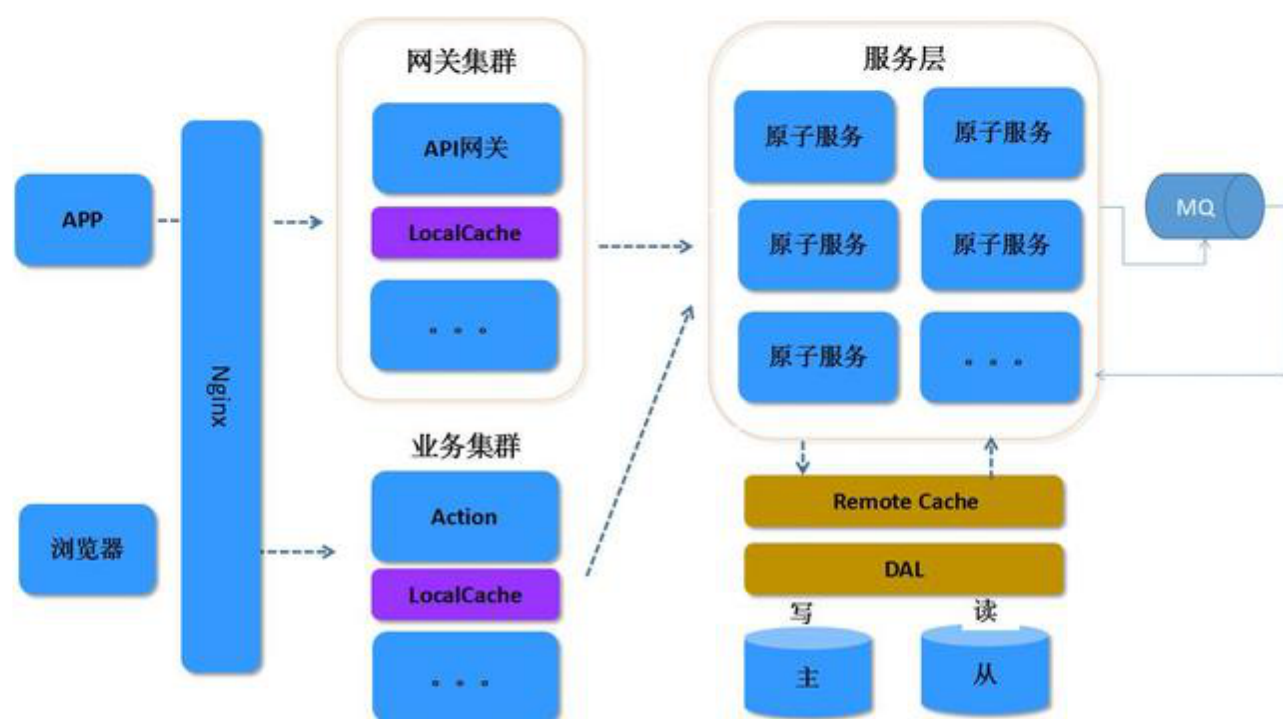 APP
浏览器
Nginx
网关集群
API网关
LocalCache
。。。
业务集群
Action
LocalCache
。。。
服务层
原子服务
原子服务
原子服务
原子服务
原子服务
。。。
MQ
Remote Cache
DAL
写
读
主
从